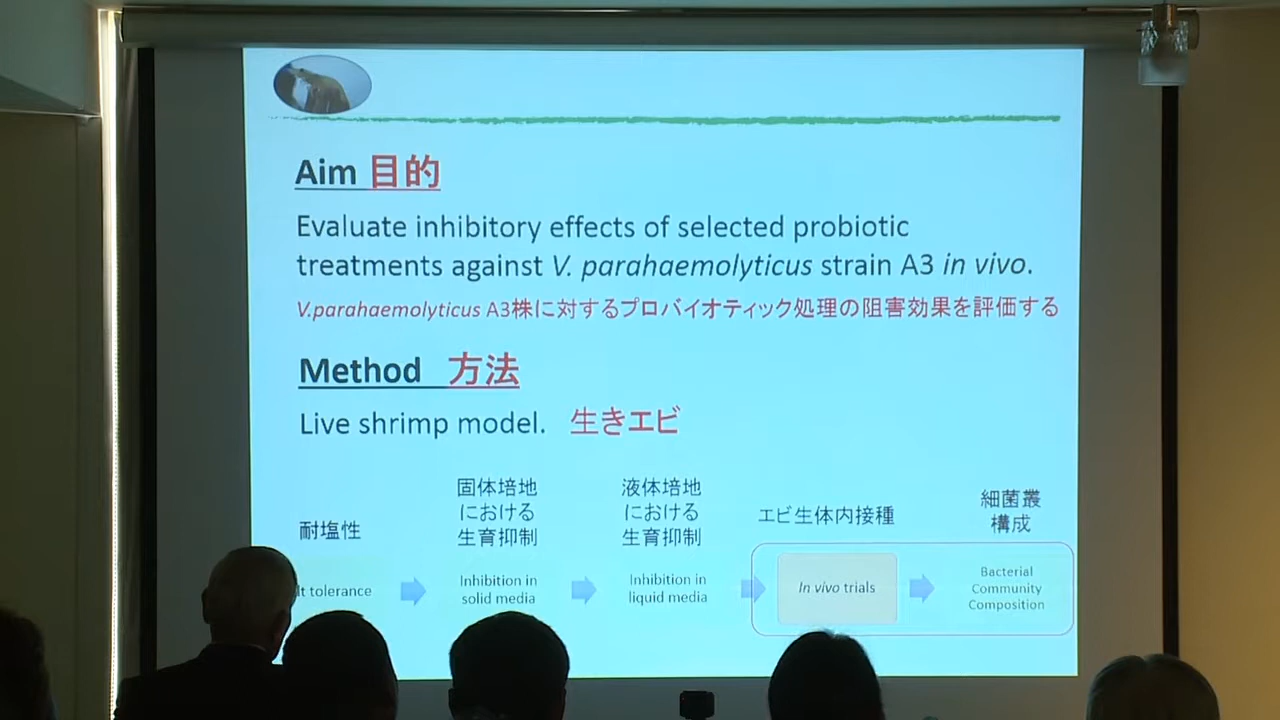 Aim 目的
Evaluate inhibitory effects of selected probiotic
treatments against V. parahaemolyticus strain A3 in vivo.
V.parahaemolyticus A3株に対するプロバイオティック処理の阻害効果を評価する
Method 方法
Live shrimp model. 生きエビ
耐塩性
固体培地
における
生育抑制
液体培地
における
生育抑制
エビ生体内接種
細菌叢
構成
tolerance
Inhibition in
solid media
Inhibition in
liquid media
In vivo trials
Bacterial
Community
Composition